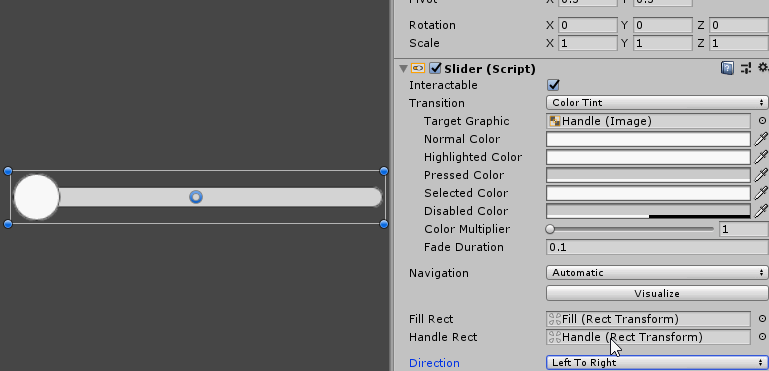 Rotation X 0 Y 0 Z 0
Scale X 1 Y 1 Z 1
Slider (Script)
Interactable
Transition Color Tint
Target Graphic Handle (Image)
Normal Color
Highlighted Color
Pressed Color
Selected Color
Disabled Color
Color Multiplier 1
Fade Duration 0.1
Navigation Automatic
Visualize
Fill Rect Fill (Rect Transform)
Handle Rect Handle (Rect Transform)
Direction Left To Right